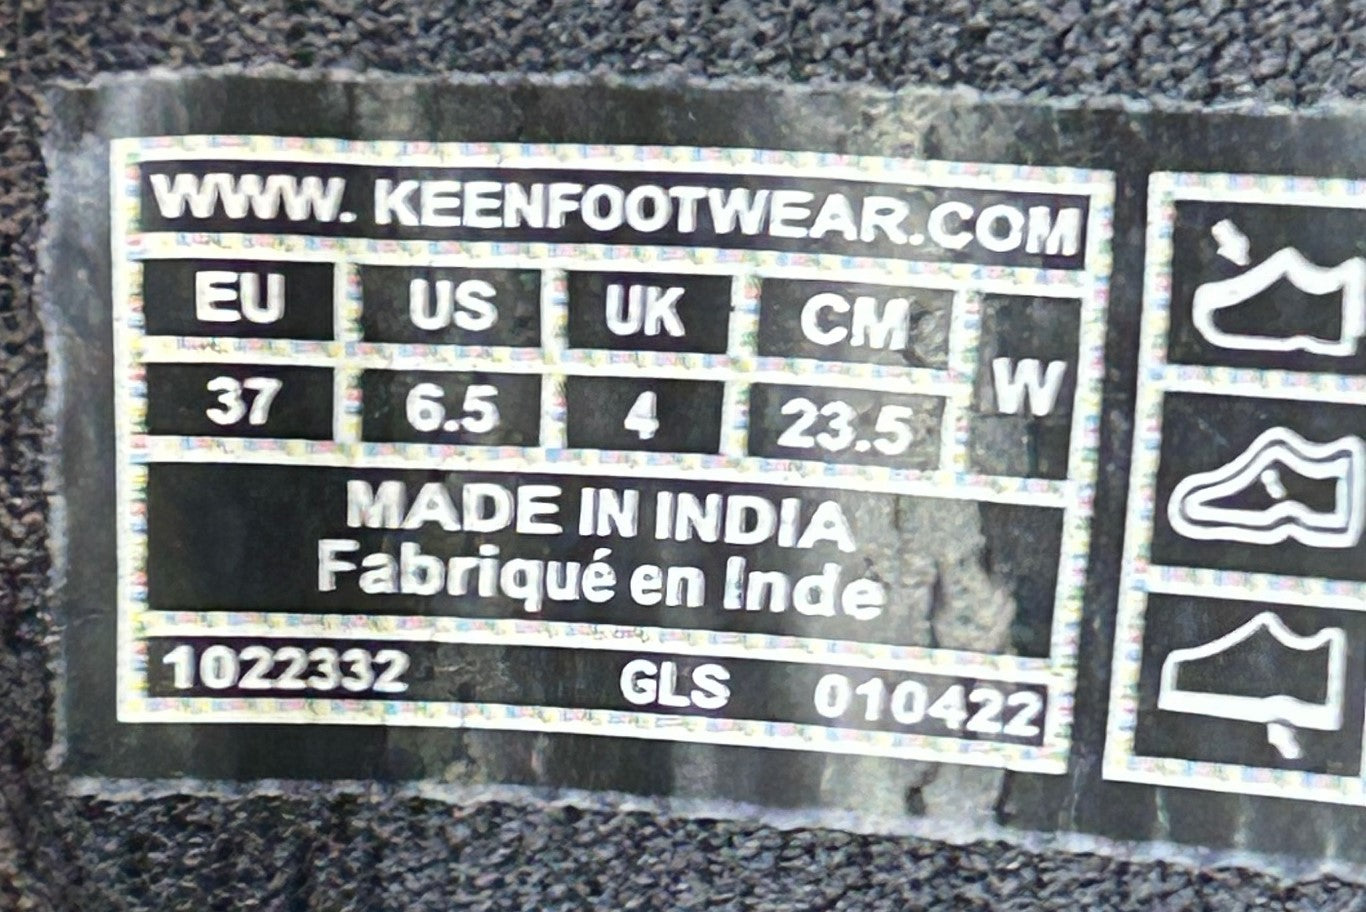 WWW. KEENFOOTWEAR.COM
EU US UK CM W
37 6.5 4 23.5
MADE IN INDIA
Fabriqué en Inde
1022332 GLS 010422